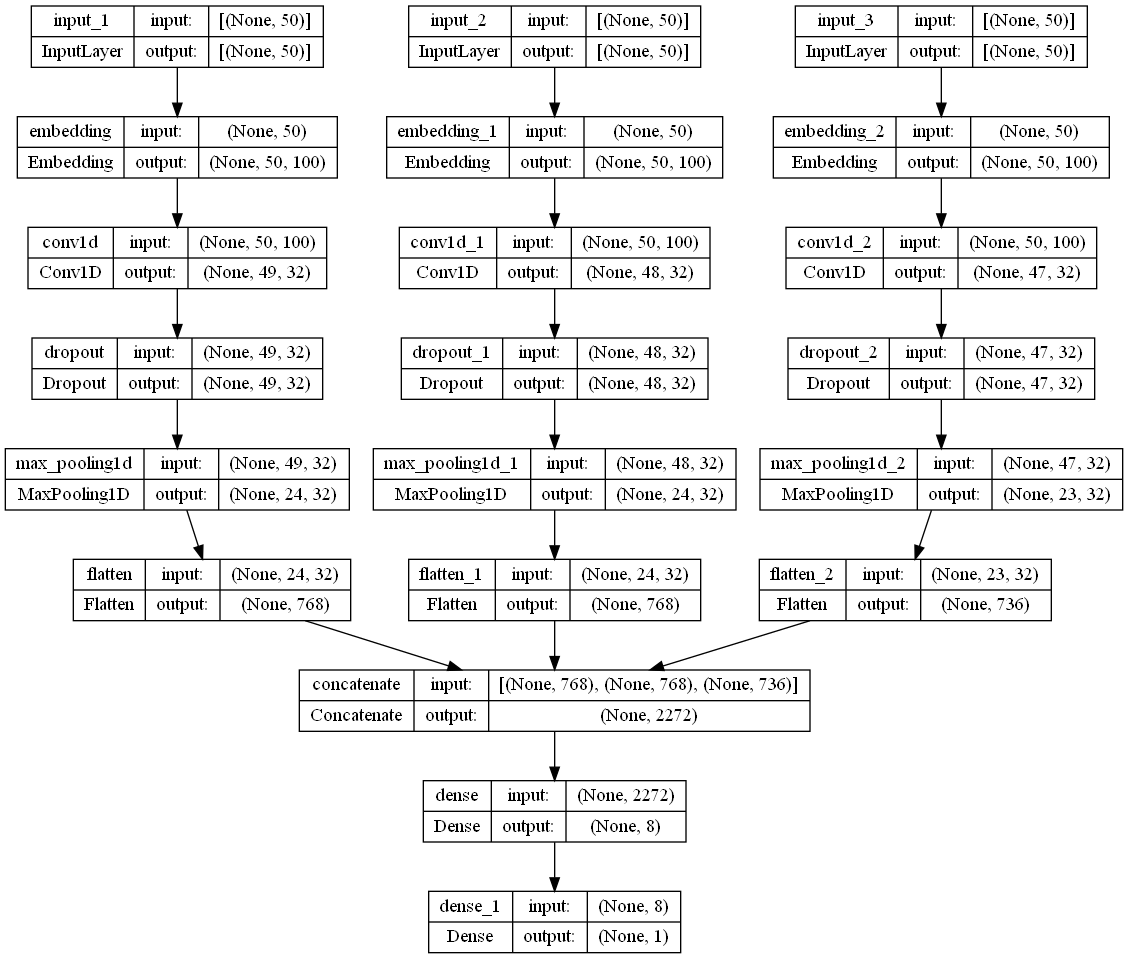 input_1 input: [(None, 50)]
InputLayer output: [(None, 50)]
input_2 input: [(None, 50)]
InputLayer output: [(None, 50)]
input_3 input: [(None, 50)]
InputLayer output: [(None, 50)]
embedding input: (None, 50)
Embedding output: (None, 50, 100)
embedding_1 input: (None, 50)
Embedding output: (None, 50, 100)
embedding_2 input: (None, 50)
Embedding output: (None, 50, 100)
conv1d input: (None, 50, 100)
Conv1D output: (None, 49, 32)
conv1d_1 input: (None, 50, 100)
Conv1D output: (None, 48, 32)
conv1d_2 input: (None, 50, 100)
Conv1D output: (None, 47, 32)
dropout input: (None, 49, 32)
Dropout output: (None, 49, 32)
dropout_1 input: (None, 48, 32)
Dropout output: (None, 48, 32)
dropout_2 input: (None, 47, 32)
Dropout output: (None, 47, 32)
max_pooling1d input: (None, 49, 32)
MaxPooling1D output: (None, 24, 32)
max_pooling1d_1 input: (None, 48, 32)
MaxPooling1D output: (None, 24, 32)
max_pooling1d_2 input: (None, 47, 32)
MaxPooling1D output: (None, 23, 32)
flatten input: (None, 24, 32)
Flatten output: (None, 768)
flatten_1 input: (None, 24, 32)
Flatten output: (None, 768)
flatten_2 input: (None, 23, 32)
Flatten output: (None, 736)
concatenate input: [(None, 768), (None, 768), (None, 736)]
Concatenate output: (None, 2272)
dense input: (None, 2272)
Dense output: (None, 8)
dense_1 input: (None, 8)
Dense output: (None, 1)